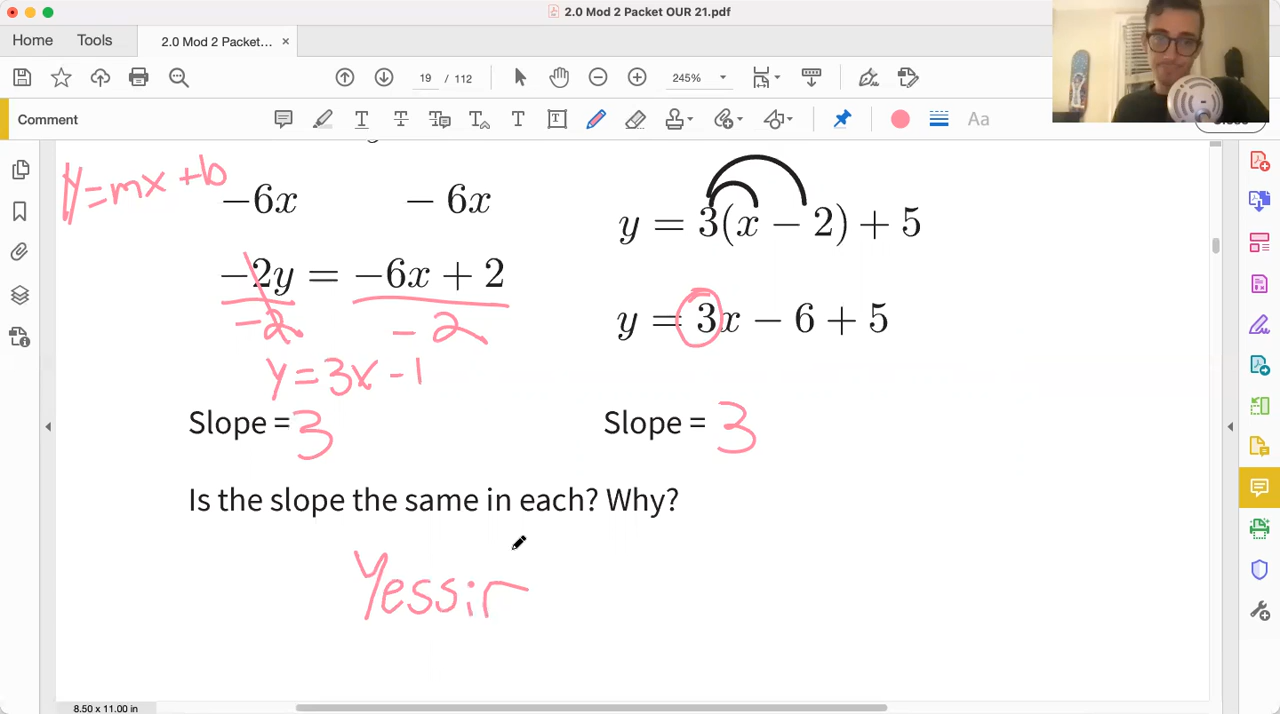 2.0 Mod 2 Packet OUR 21.pdf
Home Tools 2.0 Mod 2 Packet... ×
19 / 112 245%
Comment Aa
y=mx+b
−6x − 6x
y = 3(x − 2) + 5
−2y = −6x + 2
−2 −2
y = 3x − 6 + 5
y=3x-1
Slope = 3 Slope = 3
Is the slope the same in each? Why?
Yessir
8.50 x 11.00 in